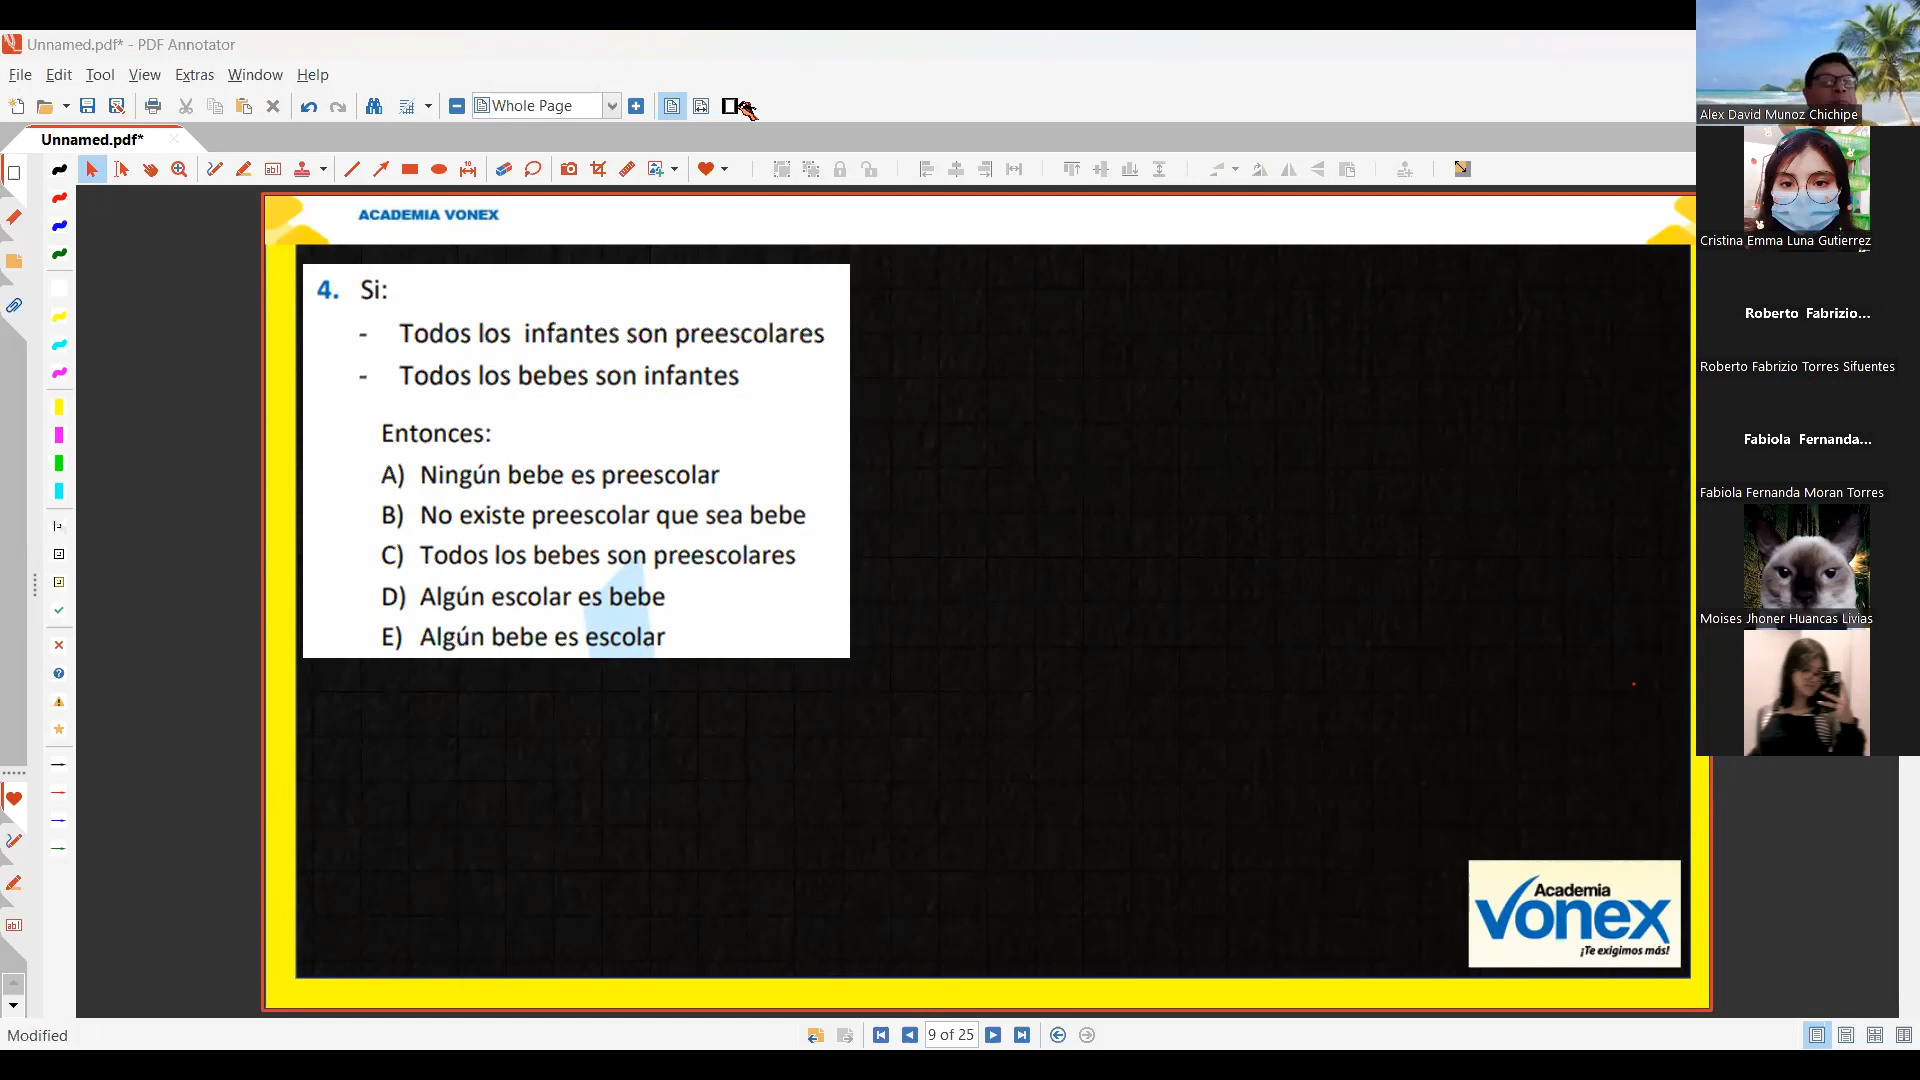 Unnamed.pdf* - PDF Annotator
File Edit Tool View Extras Window Help
Whole Page
Unnamed.pdf*
ACADEMIA VONEX
4. Si:
- Todos los infantes son preescolares
- Todos los bebes son infantes
Entonces:
A) Ningún bebe es preescolar
B) No existe preescolar que sea bebe
C) Todos los bebes son preescolares
D) Algún escolar es bebe
E) Algún bebe es escolar
Academia
Vonex
¡Te exigimos más!
Alex David Munoz Chichipe
Cristina Emma Luna Gutierrez
Roberto Fabrizio...
Roberto Fabrizio Torres Sifuentes
Fabiola Fernanda...
Fabiola Fernanda Moran Torres
Moises Jhoner Huancas Livias
Modified
9 of 25